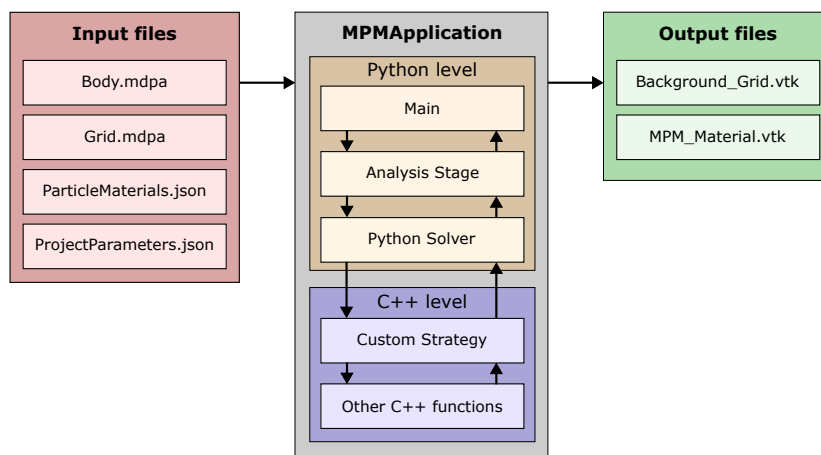 Input files
Body.mdpa
Grid.mdpa
ParticleMaterials.json
ProjectParameters.json
MPMApplication
Python level
Main
Analysis Stage
Python Solver
C++ level
Custom Strategy
Other C++ functions
Output files
Background_Grid.vtk
MPM_Material.vtk